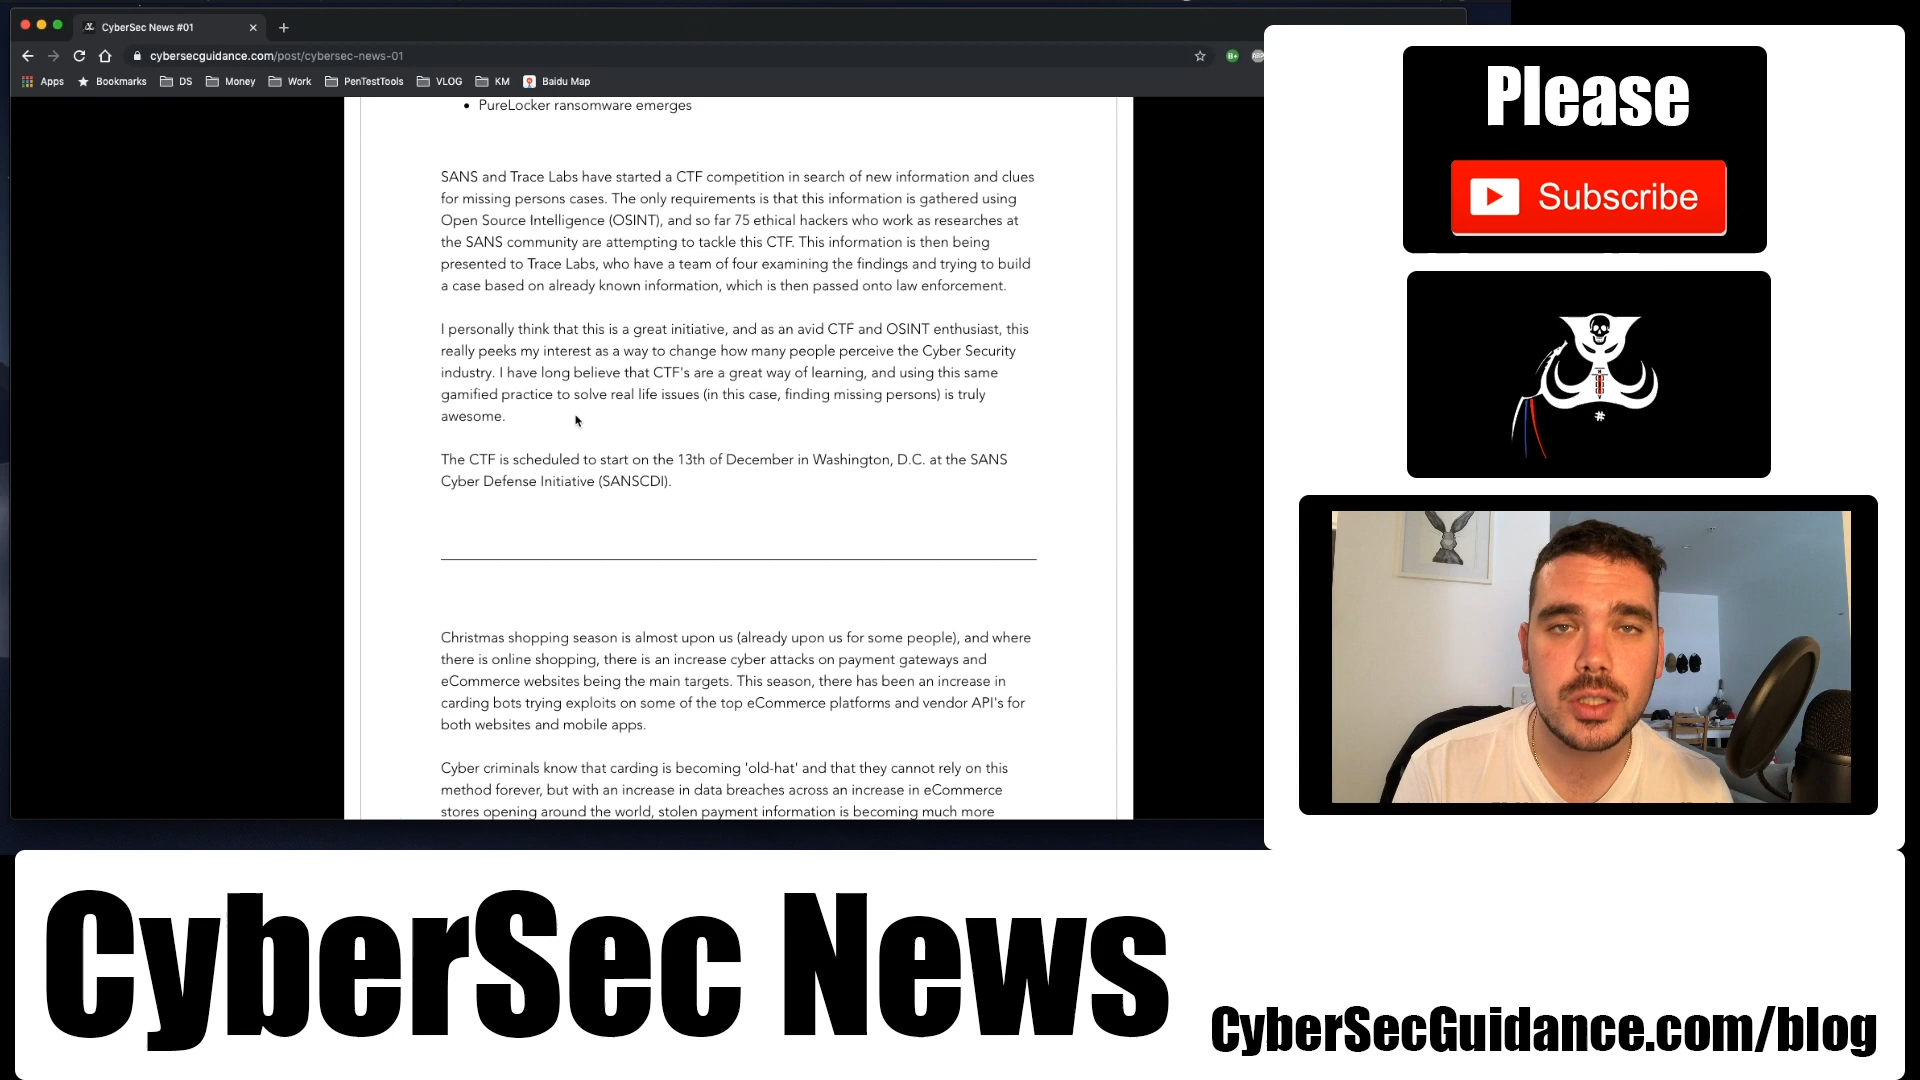 CyberSec News #01
cybersecguidance.com/post/cybersec-news-01
Apps Bookmarks DS Money Work PenTestTools VLOG KM Baidu Map
• PureLocker ransomware emerges
SANS and Trace Labs have started a CTF competition in search of new information and clues
for missing persons cases. The only requirements is that this information is gathered using
Open Source Intelligence (OSINT), and so far 75 ethical hackers who work as researches at
the SANS community are attempting to tackle this CTF. This information is then being
presented to Trace Labs, who have a team of four examining the findings and trying to build
a case based on already known information, which is then passed onto law enforcement.
I personally think that this is a great initiative, and as an avid CTF and OSINT enthusiast, this
really peeks my interest as a way to change how many people perceive the Cyber Security
industry. I have long believe that CTF's are a great way of learning, and using this same
gamified practice to solve real life issues (in this case, finding missing persons) is truly
awesome.
The CTF is scheduled to start on the 13th of December in Washington, D.C. at the SANS
Cyber Defense Initiative (SANSCDI).
Christmas shopping season is almost upon us (already upon us for some people), and where
there is online shopping, there is an increase cyber attacks on payment gateways and
eCommerce websites being the main targets. This season, there has been an increase in
carding bots trying exploits on some of the top eCommerce platforms and vendor API's for
both websites and mobile apps.
Cyber criminals know that carding is becoming 'old-hat' and that they cannot rely on this
method forever, but with an increase in data breaches across an increase in eCommerce
stores opening around the world, stolen payment information is becoming much more
Please
Subscribe
#
CyberSec News
CyberSecGuidance.com/blog